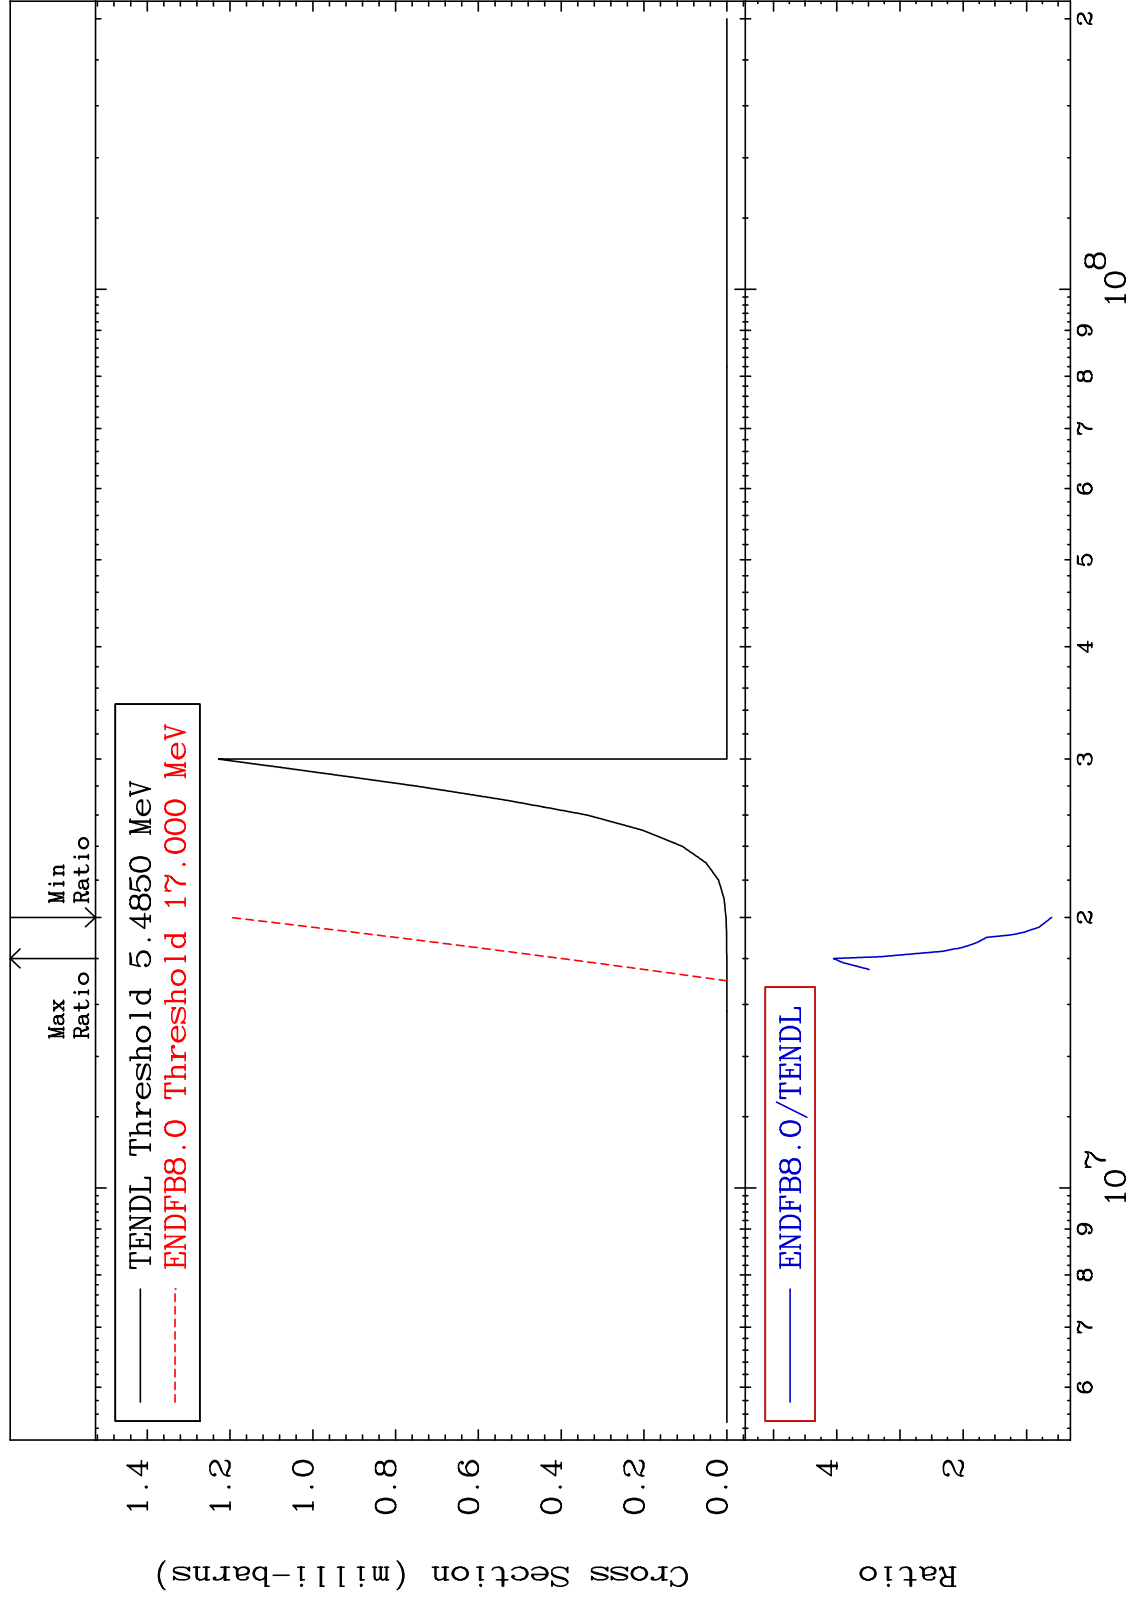 Max
Ratio
Min
Ratio
TENDL Threshold 5.4850 MeV
ENDFB8.0 Threshold 17.000 MeV
1.4
1.2
1.0
0.8
0.6
0.4
0.2
0.0
Cross Section (milli-barns)
ENDFB8.0/TENDL
4
2
Ratio
6
7
8
9
10 7
2
3
4
5
6
7
8
9
10 8
2